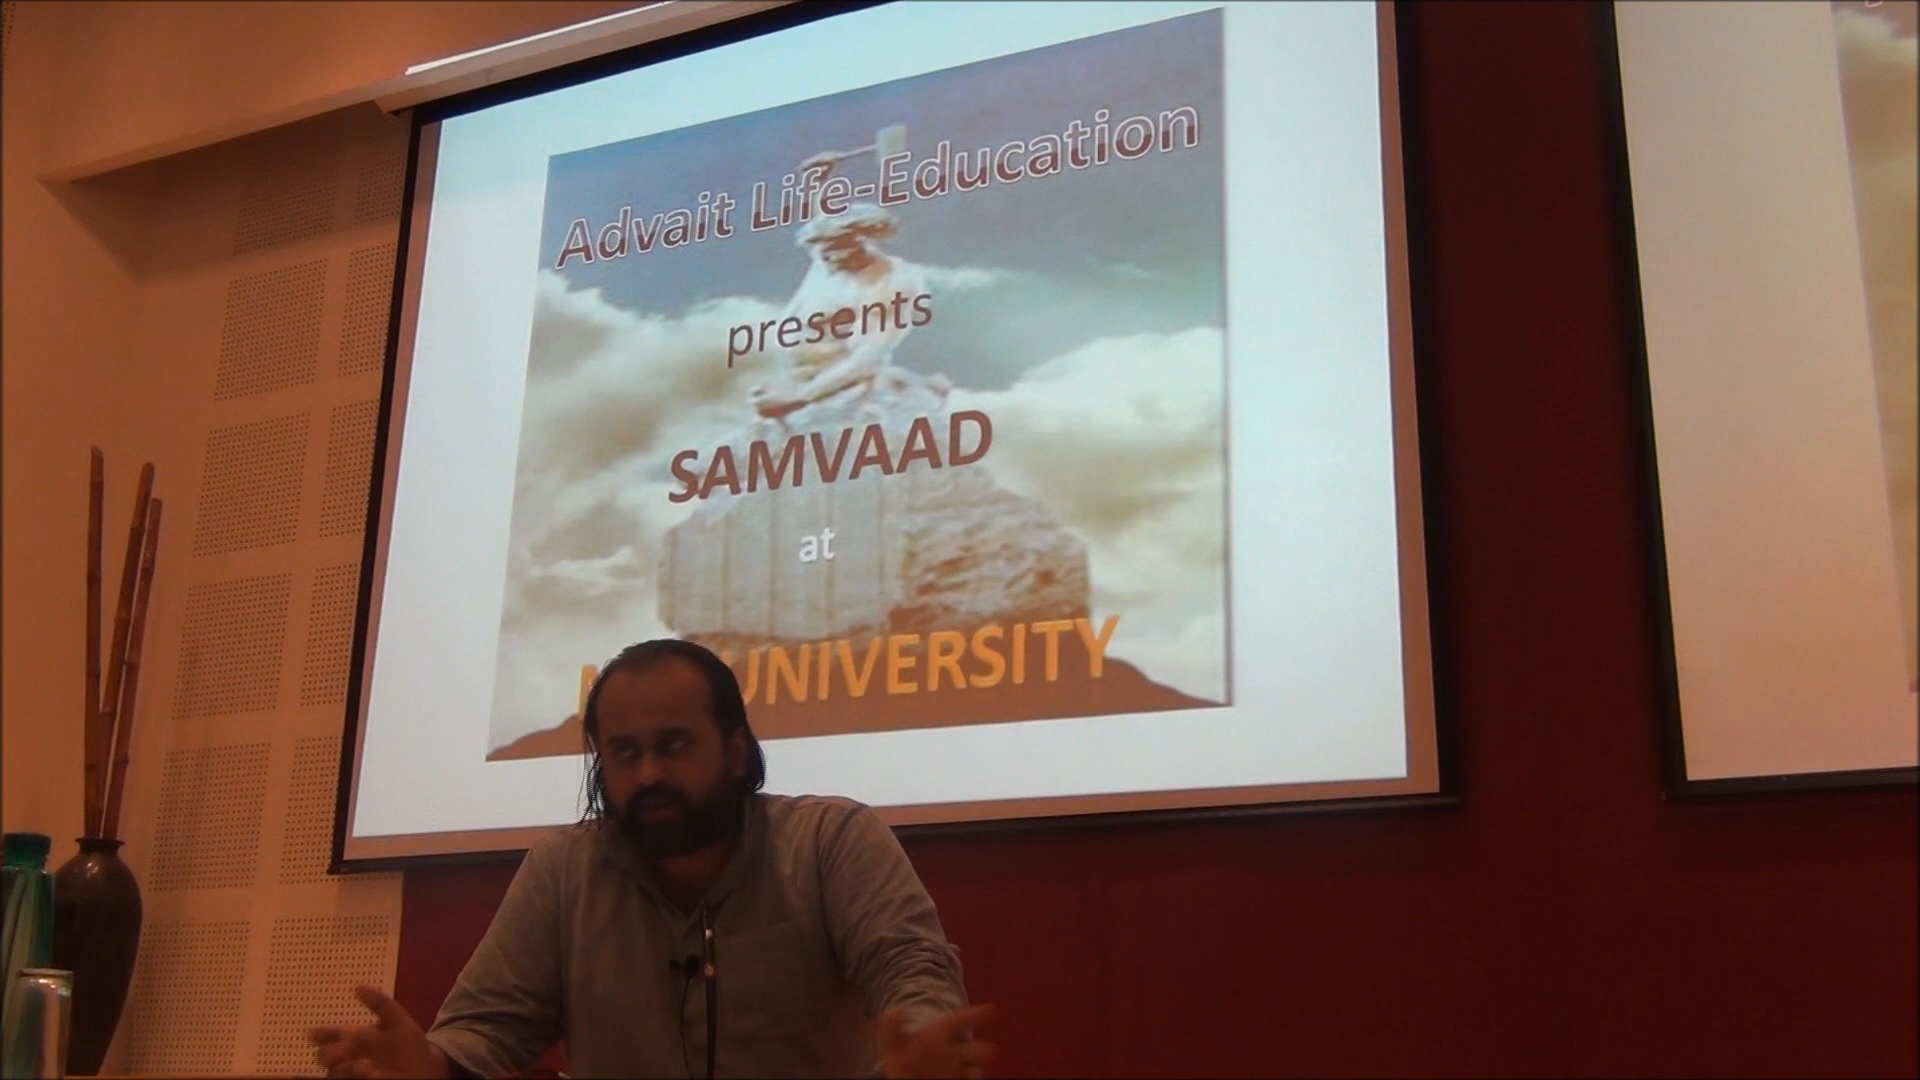 Advait Life-Education
presents
SAMVAAD
at
UNIVERSITY